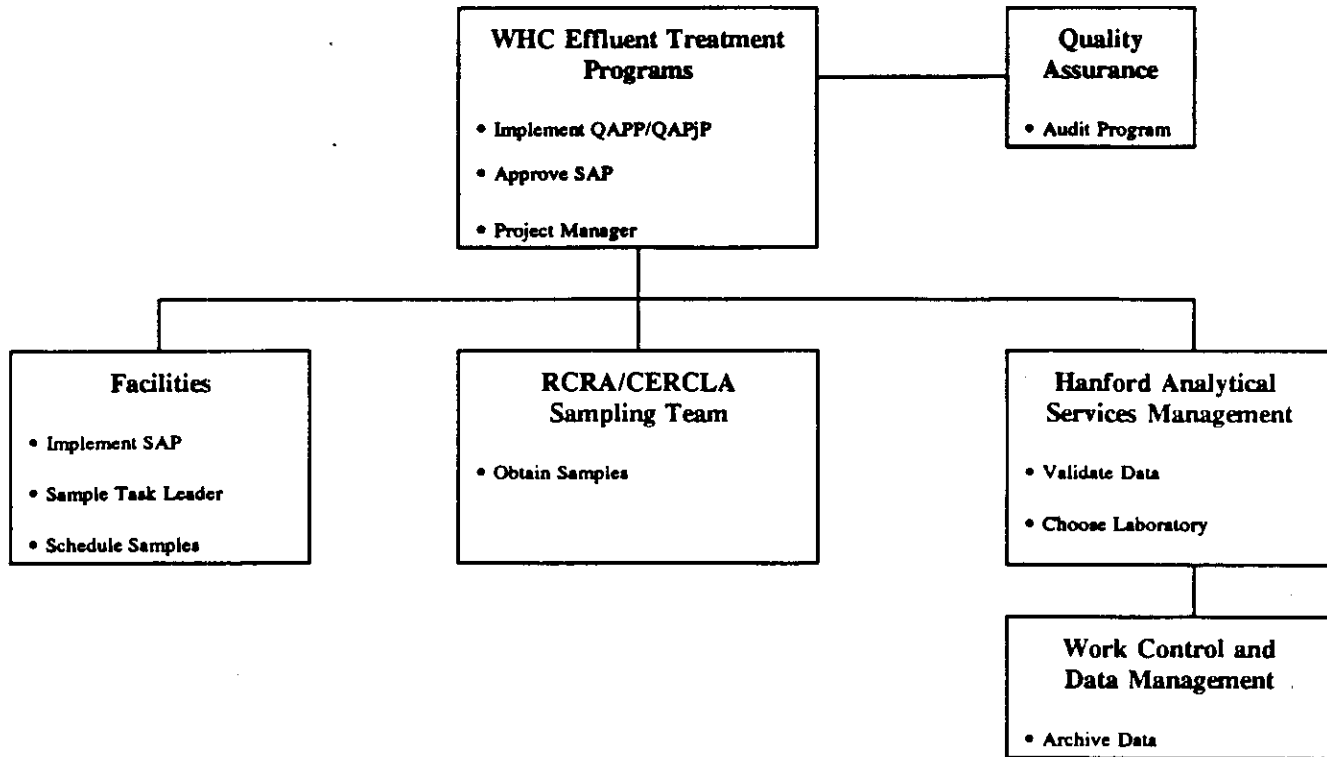 WHC Effluent Treatment
Programs
• Implement QAPP/QAPjP
• Approve SAP
• Project Manager
Quality
Assurance
• Audit Program
Facilities
• Implement SAP
• Sample Task Leader
• Schedule Samples
RCRA/CERCLA
Sampling Team
• Obtain Samples
Hanford Analytical
Services Management
• Validate Data
• Choose Laboratory
Work Control and
Data Management
• Archive Data